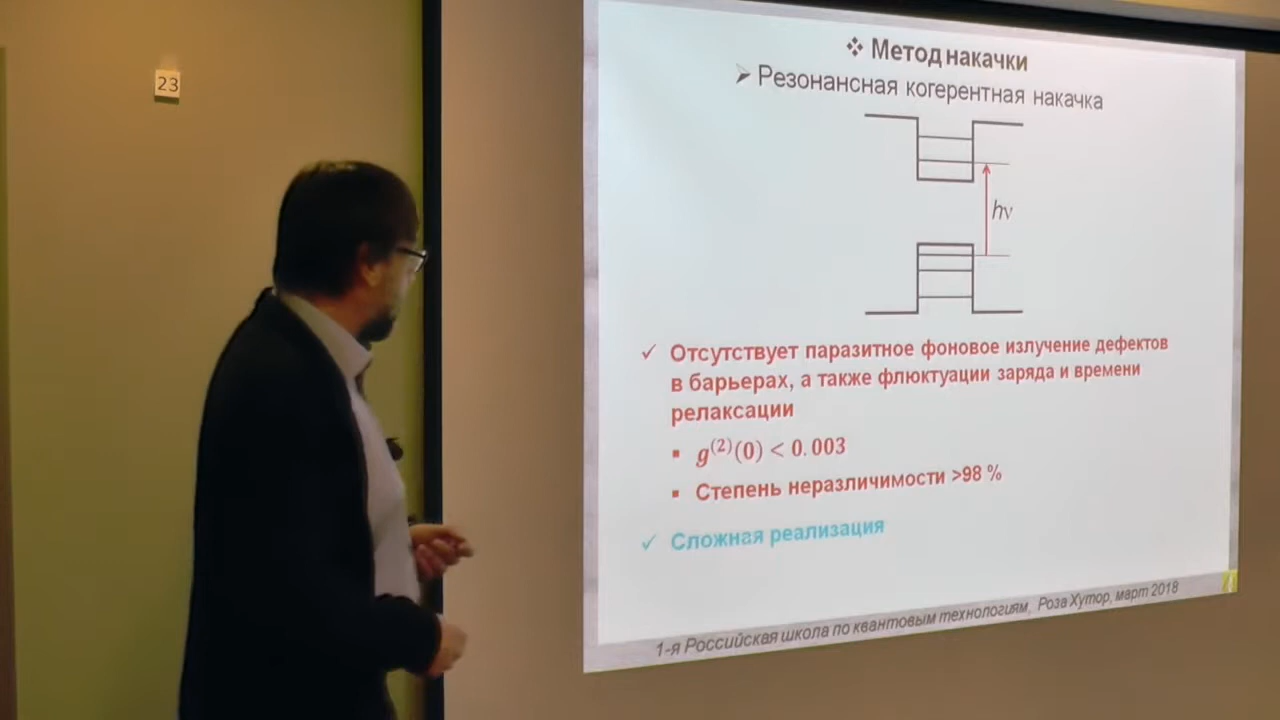 23
❖ Метод накачки
➤ Резонансная когерентная накачка
hν
✓ Отсутствует паразитное фоновое излучение дефектов
в барьерах, а также флюктуации заряда и времени
релаксации
▪ g⁽²⁾(0) < 0.003
▪ Степень неразличимости >98 %
✓ Сложная реализация
1-я Российская школа по квантовым технологиям, Роза Хутор, март 2018